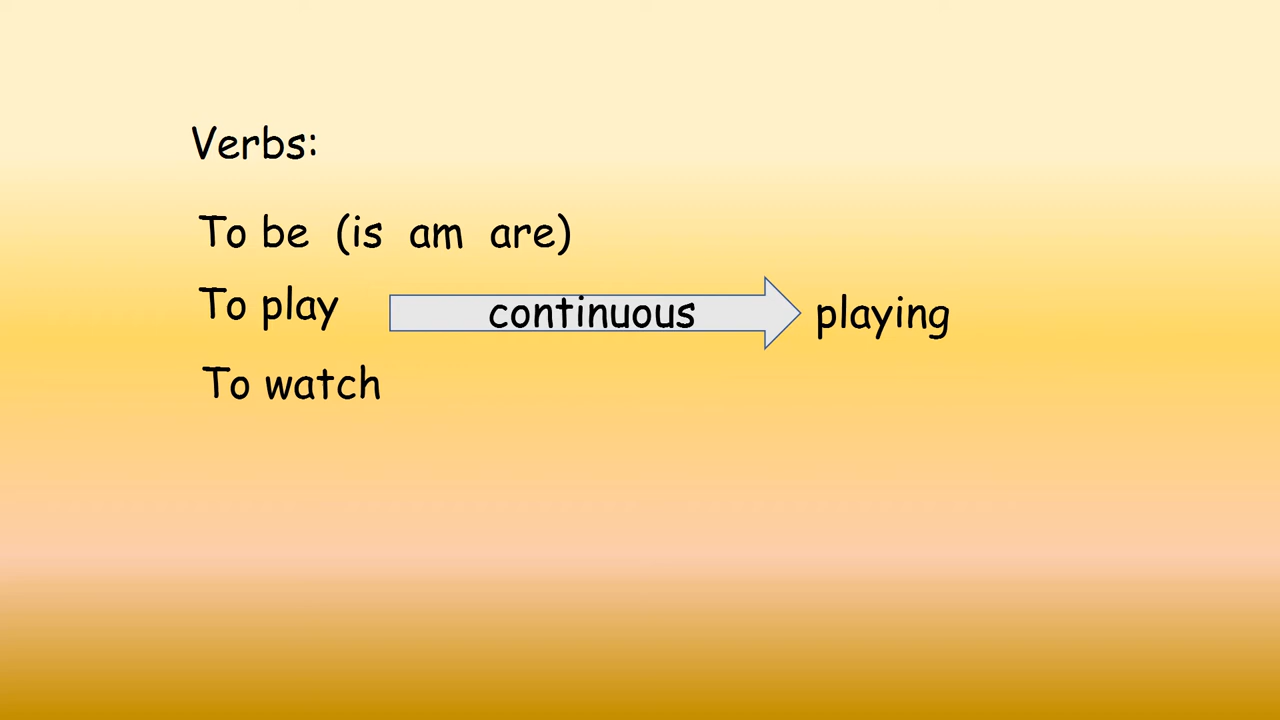 Verbs:
To be (is am are)
To play continuous playing
To watch